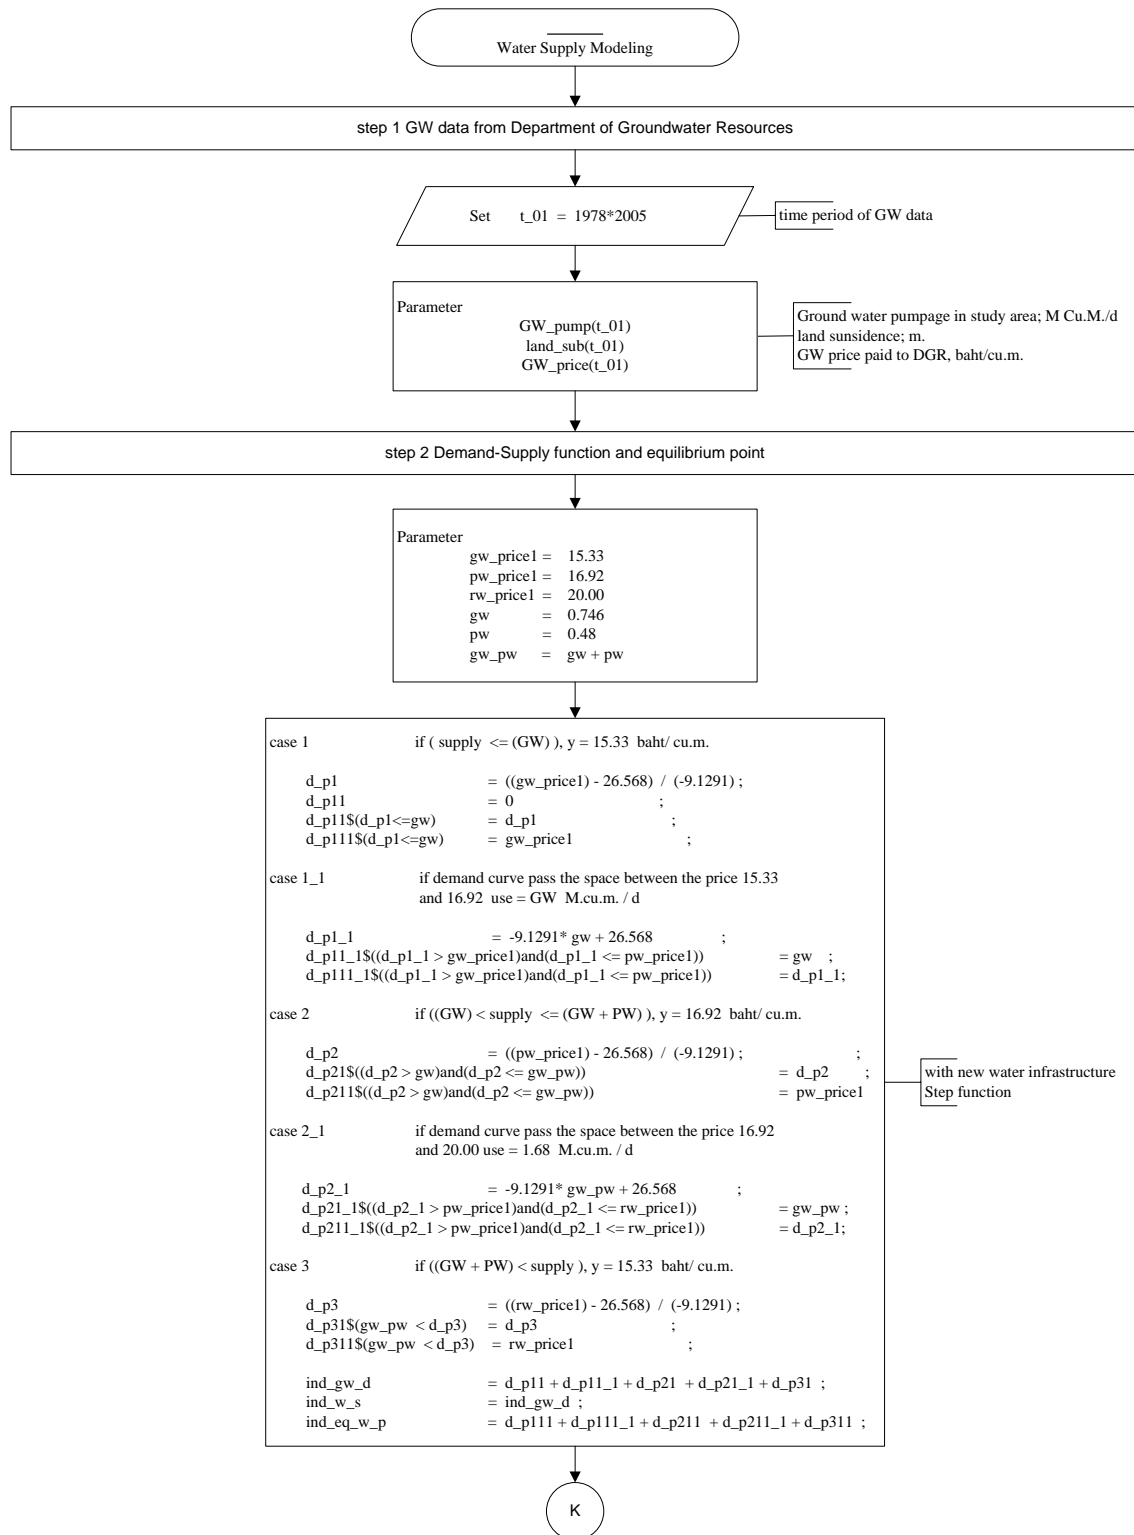 Water Supply Modeling
step 1 GW data from Department of Groundwater Resources
Set t_01 = 1978*2005
time period of GW data
Parameter
GW_pump(t_01)
land_sub(t_01)
GW_price(t_01)
Ground water pumpage in study area; M Cu.M./d
land sunsidence; m.
GW price paid to DGR, baht/cu.m.
step 2 Demand-Supply function and equilibrium point
Parameter
gw_price1 = 15.33
pw_price1 = 16.92
rw_price1 = 20.00
gw = 0.746
pw = 0.48
gw_pw = gw + pw
case 1 if ( supply <= (GW) ), y = 15.33 baht/ cu.m.
d_p1 = ((gw_price1) - 26.568) / (-9.1291) ;
d_p11 = 0 ;
d_p11$(d_p1<=gw) = d_p1 ;
d_p111$(d_p1<=gw) = gw_price1 ;
case 1_1 if demand curve pass the space between the price 15.33
and 16.92 use = GW M.cu.m. / d
d_p1_1 = -9.1291* gw + 26.568 ;
d_p11_1$((d_p1_1 > gw_price1)and(d_p1_1 <= pw_price1)) = gw ;
d_p111_1$((d_p1_1 > gw_price1)and(d_p1_1 <= pw_price1)) = d_p1_1;
case 2 if ((GW) < supply <= (GW + PW) ), y = 16.92 baht/ cu.m.
d_p2 = ((pw_price1) - 26.568) / (-9.1291) ; ;
d_p21$((d_p2 > gw)and(d_p2 <= gw_pw)) = d_p2 ;
d_p211$((d_p2 > gw)and(d_p2 <= gw_pw)) = pw_price1
with new water infrastructure
Step function
case 2_1 if demand curve pass the space between the price 16.92
and 20.00 use = 1.68 M.cu.m. / d
d_p2_1 = -9.1291* gw_pw + 26.568 ;
d_p21_1$((d_p2_1 > pw_price1)and(d_p2_1 <= rw_price1)) = gw_pw ;
d_p211_1$((d_p2_1 > pw_price1)and(d_p2_1 <= rw_price1)) = d_p2_1;
case 3 if ((GW + PW) < supply ), y = 15.33 baht/ cu.m.
d_p3 = ((rw_price1) - 26.568) / (-9.1291) ;
d_p31$(gw_pw < d_p3) = d_p3 ;
d_p311$(gw_pw < d_p3) = rw_price1 ;
ind_gw_d = d_p11 + d_p11_1 + d_p21 + d_p21_1 + d_p31 ;
ind_w_s = ind_gw_d ;
ind_eq_w_p = d_p111 + d_p111_1 + d_p211 + d_p211_1 + d_p311 ;
K